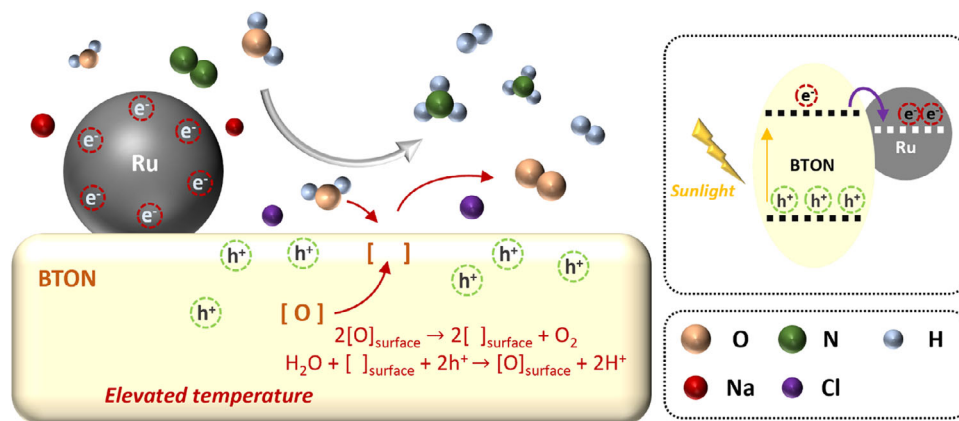 e⁻
e⁻
e⁻
Ru
e⁻
e⁻
e⁻
h⁺
h⁺
[ ]
h⁺
h⁺
BTON
h⁺
[ O ]
2[O]surface → 2[ ]surface + O₂
H₂O + [ ]surface + 2h⁺→ [O]surface + 2H⁺
Elevated temperature
e⁻
e⁻ e⁻
Ru
BTON
Sunlight
h⁺ h⁺ h⁺
O N H
Na Cl